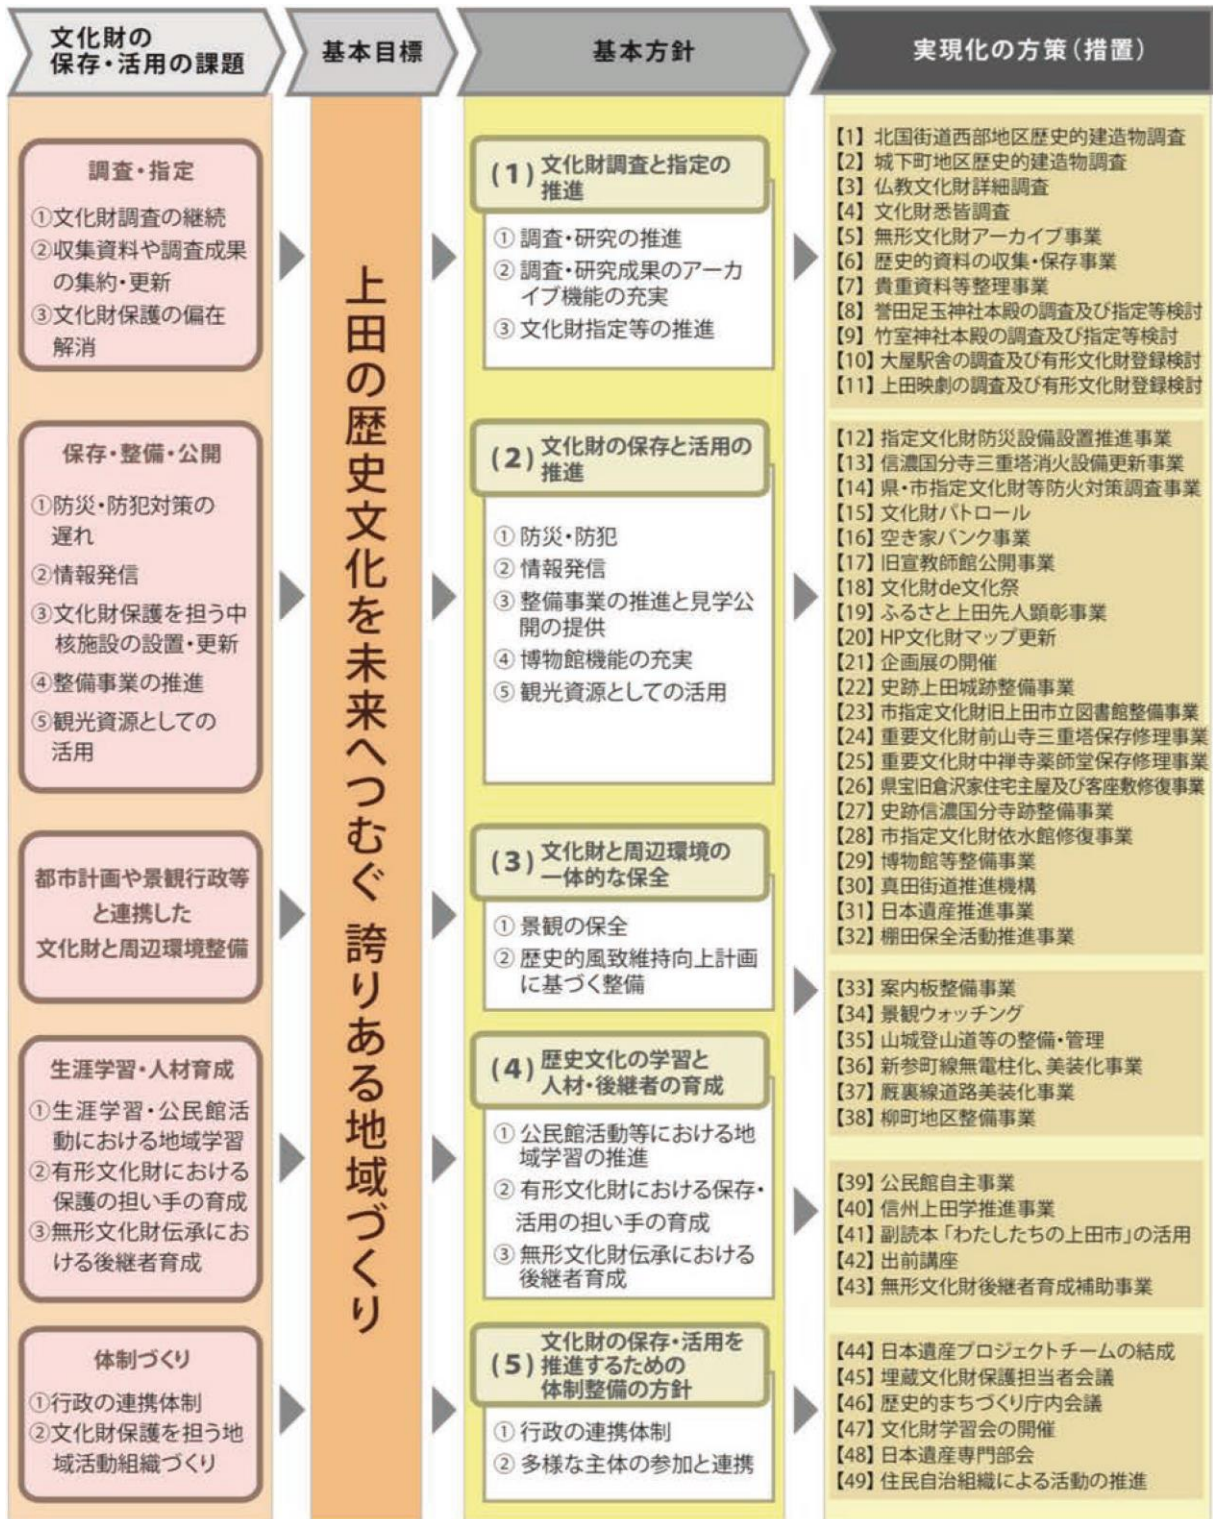 文化財の
保存・活用の課題
基本目標
基本方針
実現化の方策（措置）
調査・指定
①文化財調査の継続
②収集資料や調査成果
の集約・更新
③文化財保護の偏在
解消
保存・整備・公開
①防災・防犯対策の
遅れ
②情報発信
③文化財保護を担う中
核施設の設置・更新
④整備事業の推進
⑤観光資源としての
活用
都市計画や景観行政等
と連携した
文化財と周辺環境整備
生涯学習・人材育成
①生涯学習・公民館活
動における地域学習
②有形文化財における
保護の担い手の育成
③無形文化財伝承にお
ける後継者育成
体制づくり
①行政の連携体制
②文化財保護を担う地
域活動組織づくり
上田の歴史文化を未来へつむぐ 誇りある地域づくり
(1) 文化財調査と指定の
推進
① 調査・研究の推進
② 調査・研究成果のアーカ
イブ機能の充実
③ 文化財指定等の推進
(2) 文化財の保存と活用の
推進
① 防災・防犯
② 情報発信
③ 整備事業の推進と見学公
開の提供
④ 博物館機能の充実
⑤ 観光資源としての活用
(3) 文化財と周辺環境の
一体的な保全
① 景観の保全
② 歴史的風致維持向上計画
に基づく整備
(4) 歴史文化の学習と
人材・後継者の育成
① 公民館活動等における地
域学習の推進
② 有形文化財における保存・
活用の担い手の育成
③ 無形文化財伝承における
後継者育成
(5) 文化財の保存・活用を
推進するための
体制整備の方針
① 行政の連携体制
② 多様な主体の参加と連携
【1】北国街道西部地区歴史的建造物調査
【2】城下町地区歴史的建造物調査
【3】仏教文化財詳細調査
【4】文化財悉皆調査
【5】無形文化財アーカイブ事業
【6】歴史的資料の収集・保存事業
【7】貴重資料等整理事業
【8】誉田足玉神社本殿の調査及び指定等検討
【9】竹室神社本殿の調査及び指定等検討
【10】大屋駅舎の調査及び有形文化財登録検討
【11】上田映劇の調査及び有形文化財登録検討
【12】指定文化財防災設備設置推進事業
【13】信濃国分寺三重塔消火設備更新事業
【14】県・市指定文化財等防火対策調査事業
【15】文化財パトロール
【16】空き家バンク事業
【17】旧宣教師館公開事業
【18】文化財de文化祭
【19】ふるさと上田先人顕彰事業
【20】HP文化財マップ更新
【21】企画展の開催
【22】史跡上田城跡整備事業
【23】市指定文化財旧上田市立図書館整備事業
【24】重要文化財前山寺三重塔保存修理事業
【25】重要文化財中禅寺薬師堂保存修理事業
【26】県宝旧倉沢家住宅主屋及び客座敷修復事業
【27】史跡信濃国分寺跡整備事業
【28】市指定文化財依水館修復事業
【29】博物館等整備事業
【30】真田街道推進機構
【31】日本遺産推進事業
【32】棚田保全活動推進事業
【33】案内板整備事業
【34】景観ウォッチング
【35】山城登山道等の整備・管理
【36】新参町線無電柱化、美装化事業
【37】厩裏線道路美装化事業
【38】柳町地区整備事業
【39】公民館自主事業
【40】信州上田学推進事業
【41】副読本「わたしたちの上田市」の活用
【42】出前講座
【43】無形文化財後継者育成補助事業
【44】日本遺産プロジェクトチームの結成
【45】埋蔵文化財保護担当者会議
【46】歴史的まちづくり庁内会議
【47】文化財学習会の開催
【48】日本遺産専門部会
【49】住民自治組織による活動の推進